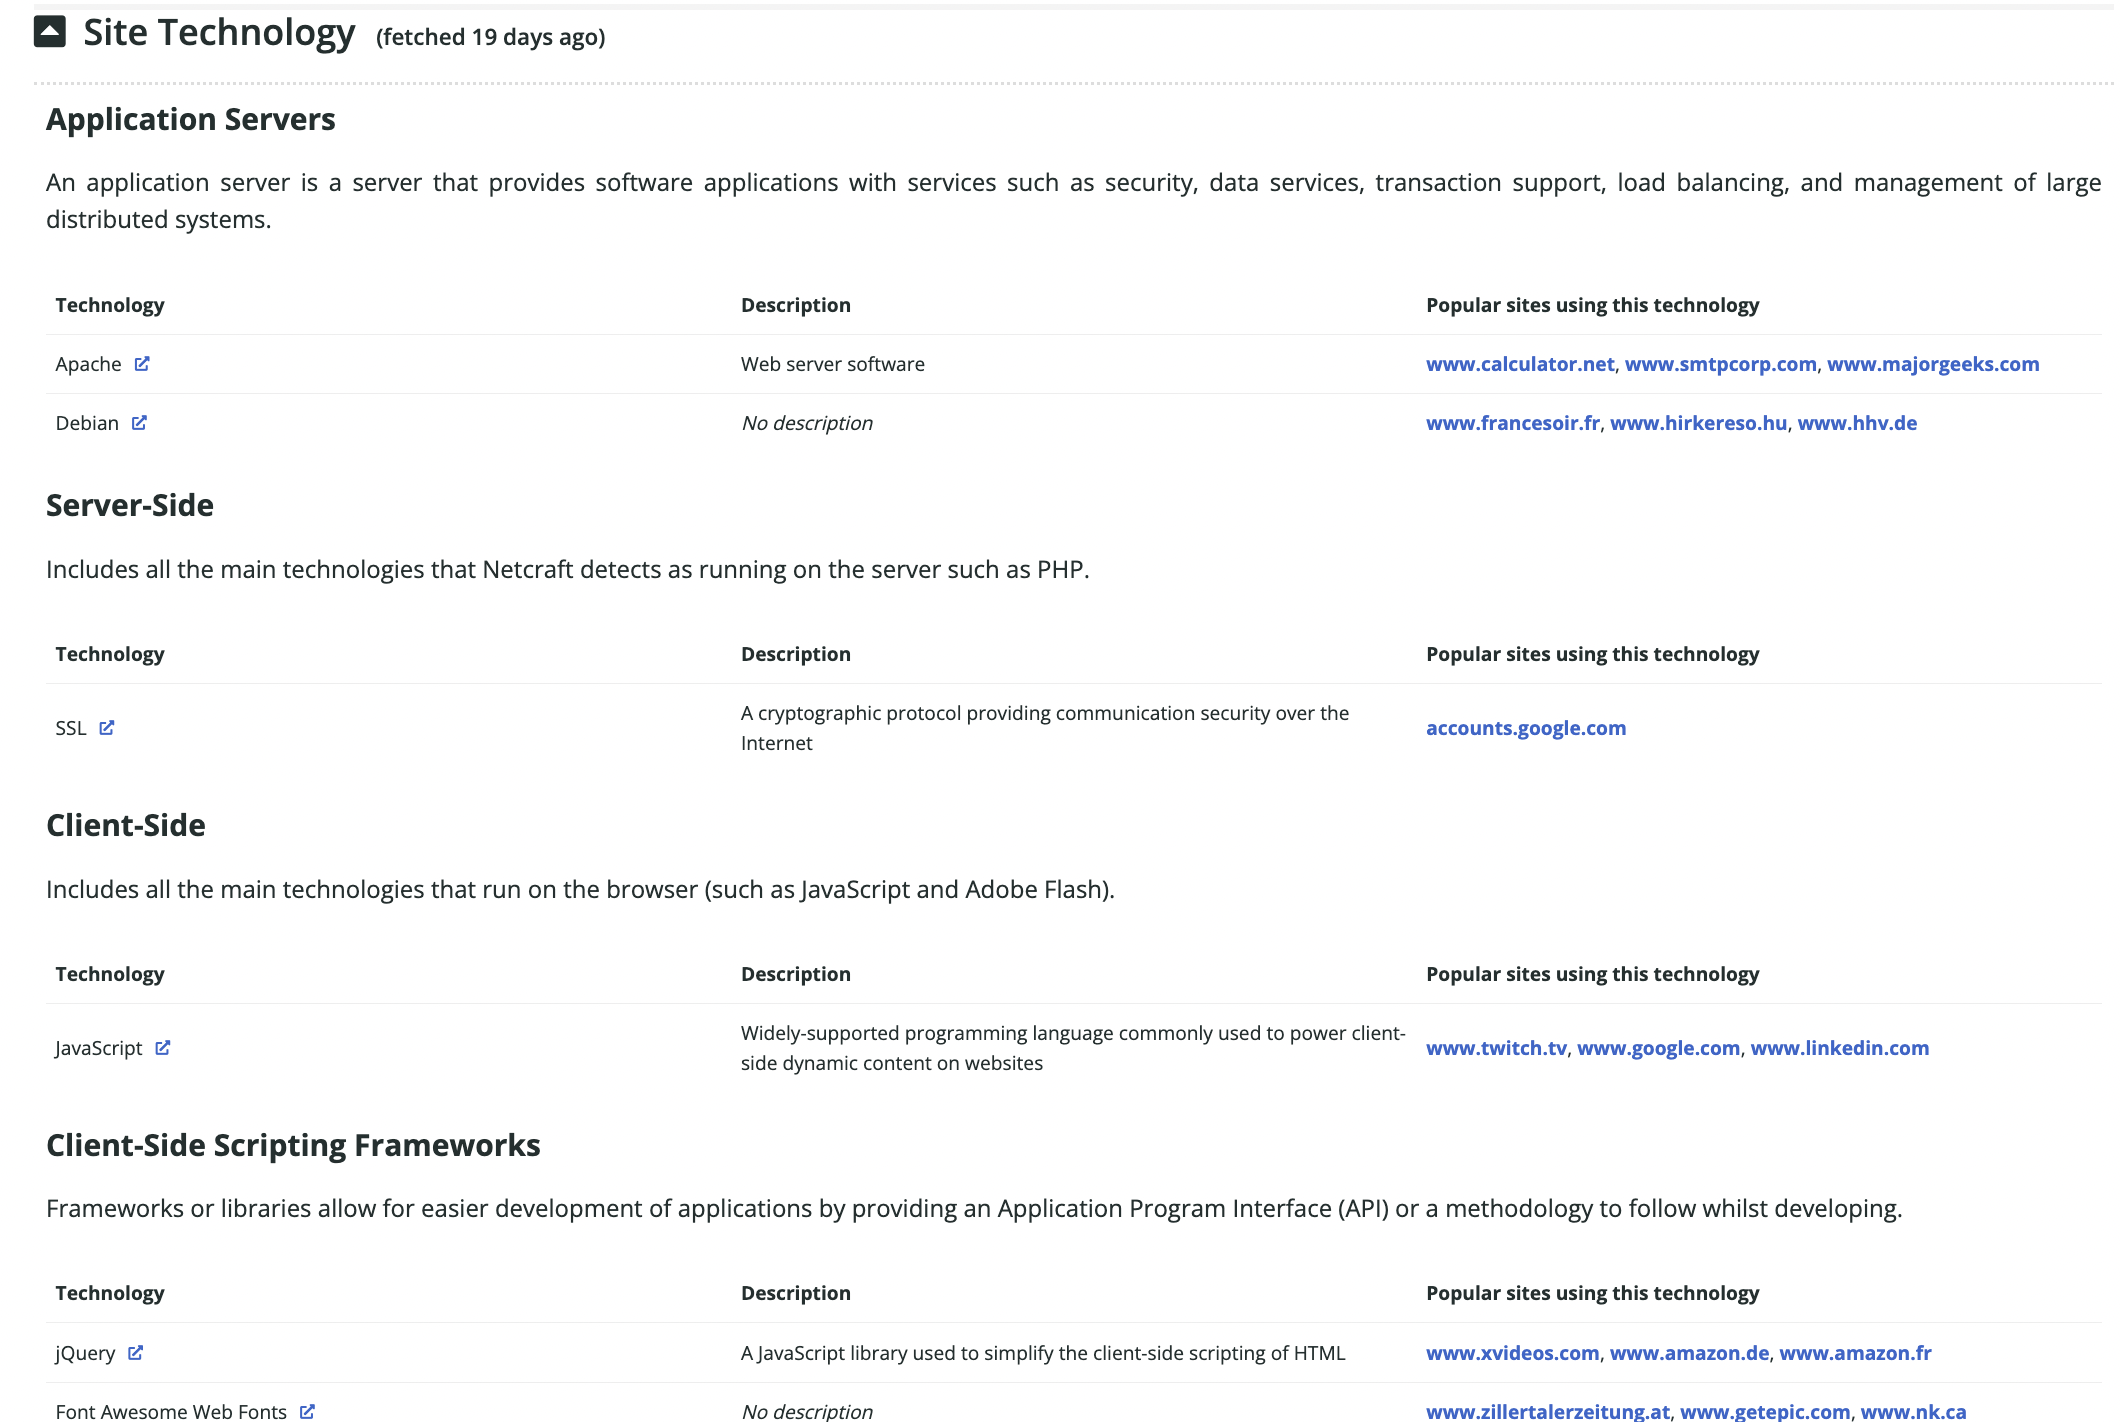 Site Technology (fetched 19 days ago)
Application Servers
An application server is a server that provides software applications with services such as security, data services, transaction support, load balancing, and management of large
distributed systems.
Technology Description Popular sites using this technology
Apache Web server software www.calculator.net, www.smtpcorp.com, www.majorgeeks.com
Debian No description www.francesoir.fr, www.hirkereso.hu, www.hhv.de
Server-Side
Includes all the main technologies that Netcraft detects as running on the server such as PHP.
Technology Description Popular sites using this technology
SSL A cryptographic protocol providing communication security over the
Internet accounts.google.com
Client-Side
Includes all the main technologies that run on the browser (such as JavaScript and Adobe Flash).
Technology Description Popular sites using this technology
JavaScript Widely-supported programming language commonly used to power client-
side dynamic content on websites www.twitch.tv, www.google.com, www.linkedin.com
Client-Side Scripting Frameworks
Frameworks or libraries allow for easier development of applications by providing an Application Program Interface (API) or a methodology to follow whilst developing.
Technology Description Popular sites using this technology
jQuery A JavaScript library used to simplify the client-side scripting of HTML www.xvideos.com, www.amazon.de, www.amazon.fr
Font Awesome Web Fonts No description www.zillertalerzeitung.at, www.getepic.com, www.nk.ca